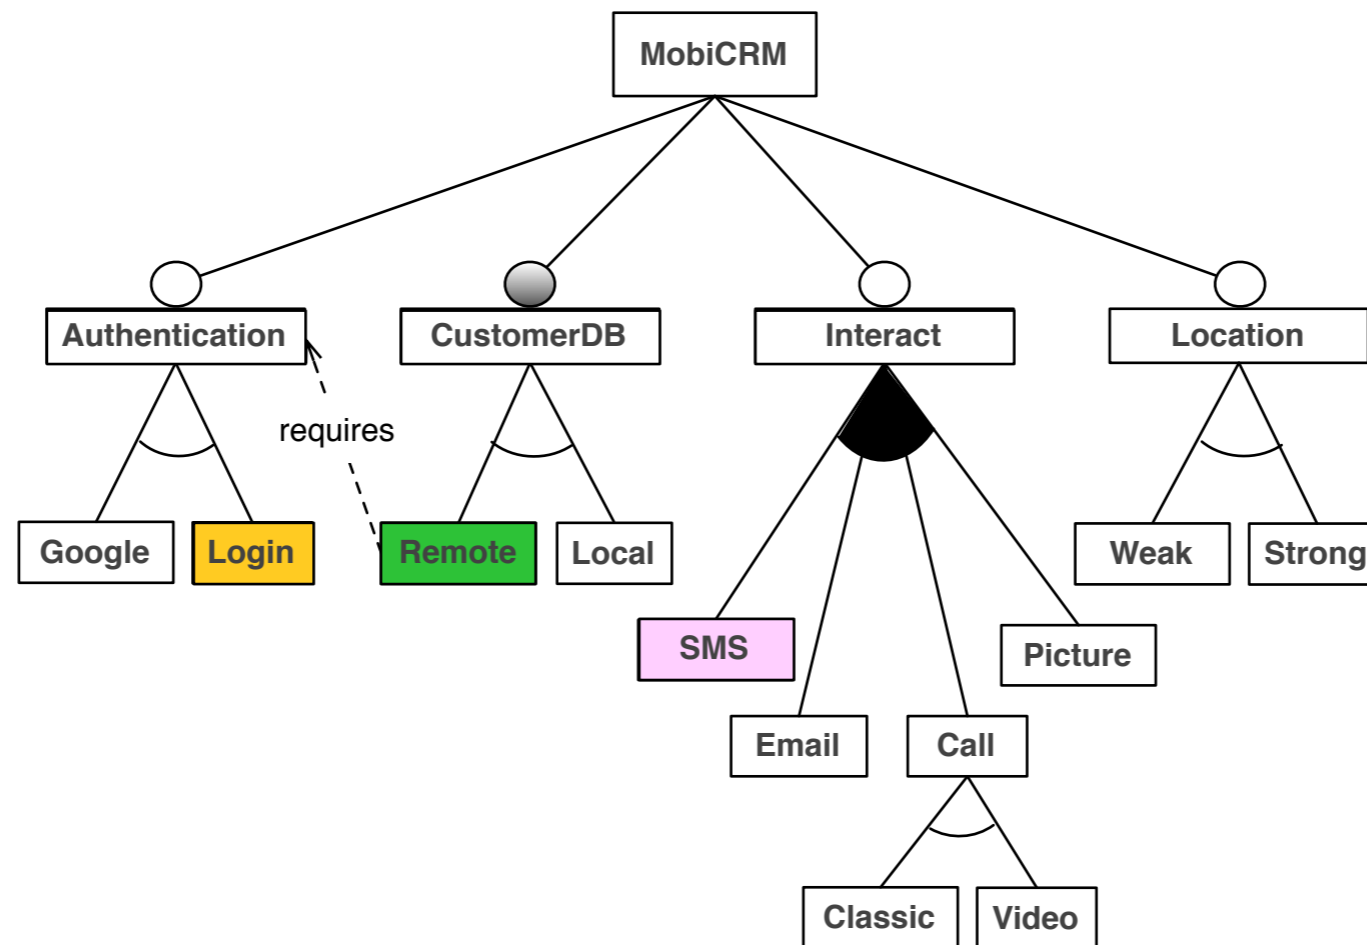 MobiCRM
Authentication
CustomerDB
Interact
Location
requires
Google
Login
Remote
Local
Weak
Strong
SMS
Picture
Email
Call
Classic
Video